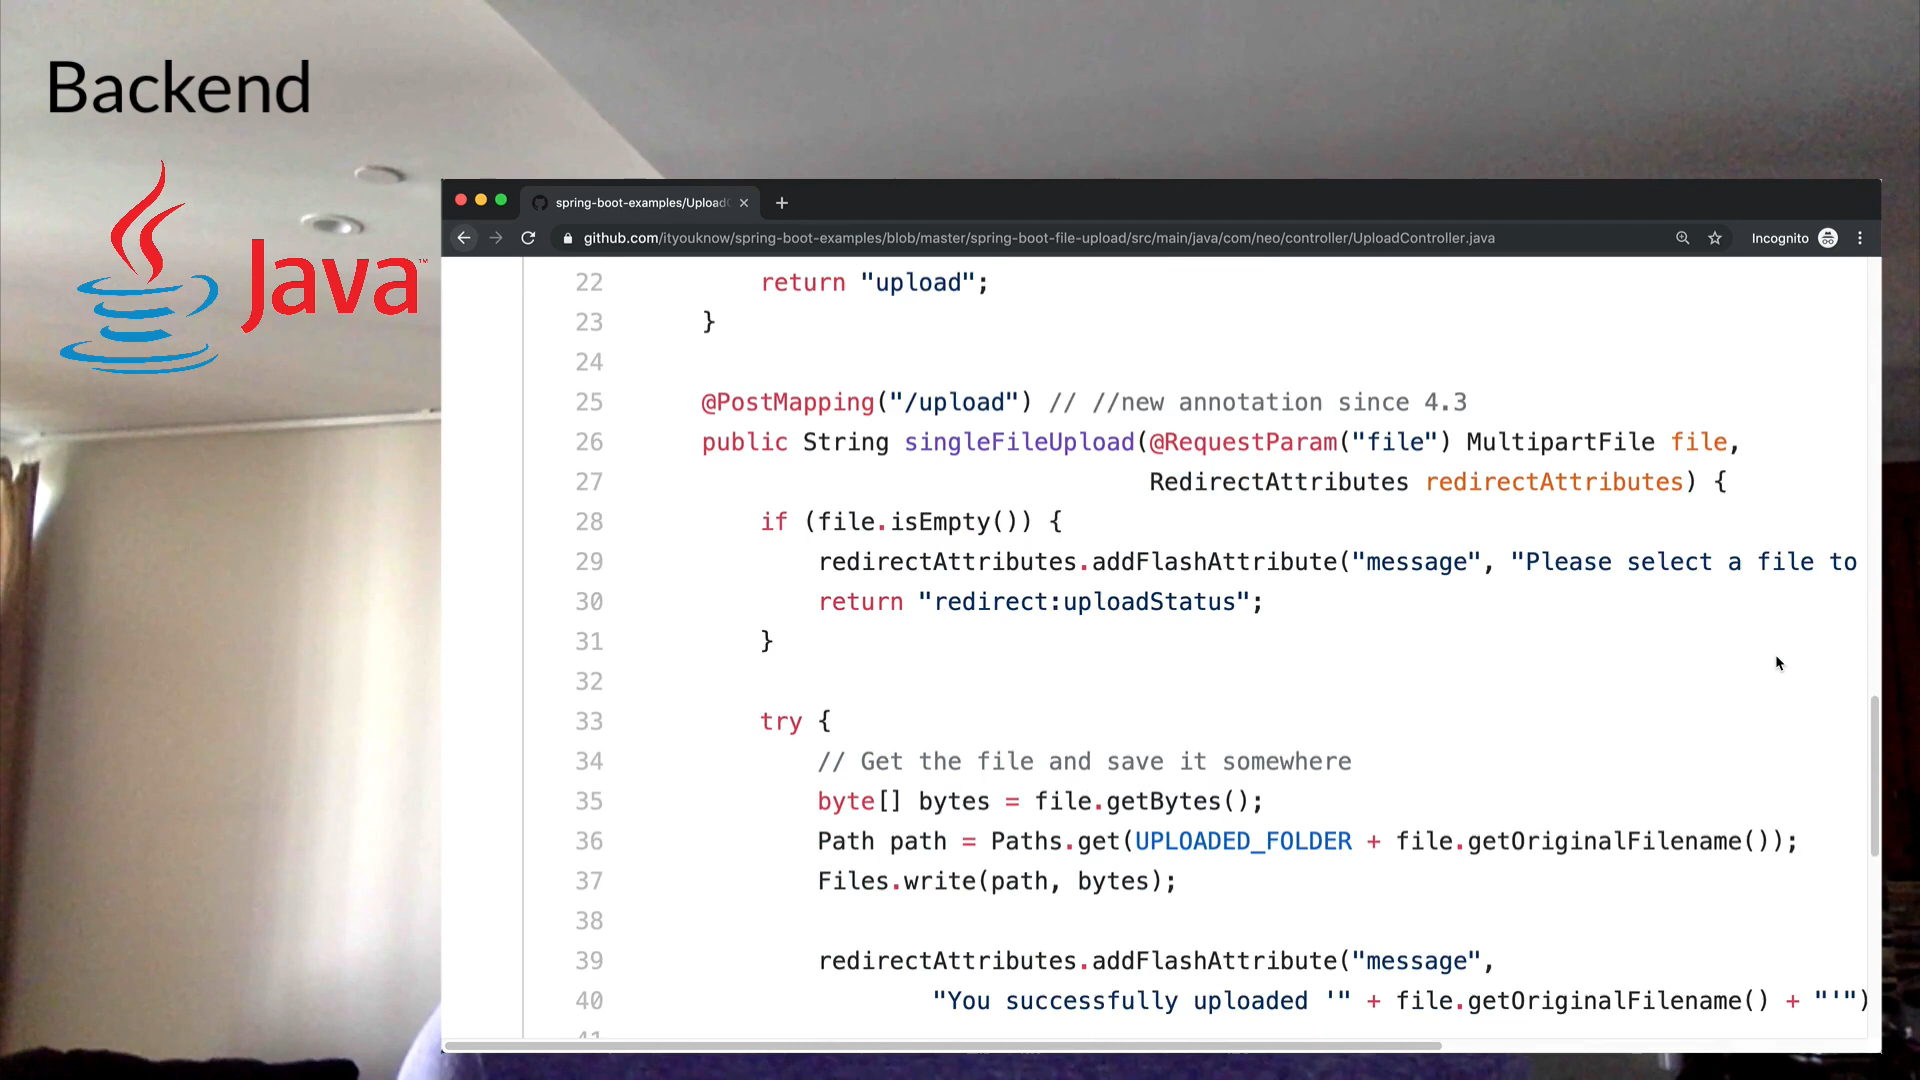 Backend
Java™
spring-boot-examples/Upload
github.com/ityouknow/spring-boot-examples/blob/master/spring-boot-file-upload/src/main/java/com/neo/controller/UploadController.java
Incognito
22 return "upload";
23 }
24
25 @PostMapping("/upload") // //new annotation since 4.3
26 public String singleFileUpload(@RequestParam("file") MultipartFile file,
27 RedirectAttributes redirectAttributes) {
28 if (file.isEmpty()) {
29 redirectAttributes.addFlashAttribute("message", "Please select a file to
30 return "redirect:uploadStatus";
31 }
32
33 try {
34 // Get the file and save it somewhere
35 byte[] bytes = file.getBytes();
36 Path path = Paths.get(UPLOADED_FOLDER + file.getOriginalFilename());
37 Files.write(path, bytes);
38
39 redirectAttributes.addFlashAttribute("message",
40 "You successfully uploaded '" + file.getOriginalFilename() + "'")
41